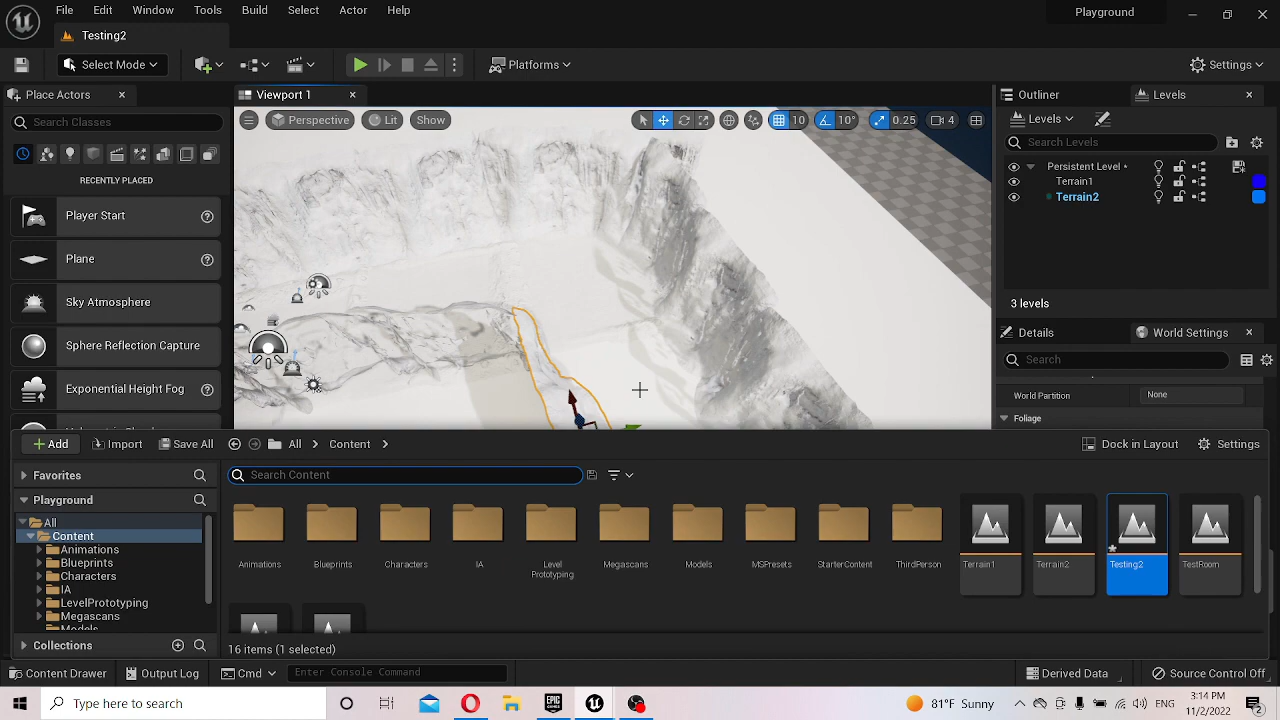 File Edit Window Tools Build Select Actor Help
Playground
Testing2
Select Mode
Platforms
Settings
Place Actors
Viewport 1
Outliner
Levels
Search Classes
Perspective
Lit
Show
10
10°
0.25
4
Levels
Search Levels
RECENTLY PLACED
Persistent Level *
Terrain1
Terrain2
Player Start
Plane
Sky Atmosphere
Sphere Reflection Capture
Exponential Height Fog
3 levels
Details
World Settings
Search
World Partition
None
Foliage
Add
Import
Save All
All
Content
Dock in Layout
Settings
Favorites
Search Content
Playground
All
Content
Animations
Blueprints
Characters
IA
LevelPrototyping
Megascans
Collections
Animations
Blueprints
Characters
IA
Level Prototyping
Megascans
Models
MSPresets
StarterContent
ThirdPerson
Terrain1
Terrain2
Testing2
TestRoom
16 items (1 selected)
Content Drawer
Output Log
Cmd
Enter Console Command
Derived Data
Source Control Off
Type here to search
EPIC GAMES
81°F Sunny
EN
3:14 PM
11/2/2022
2